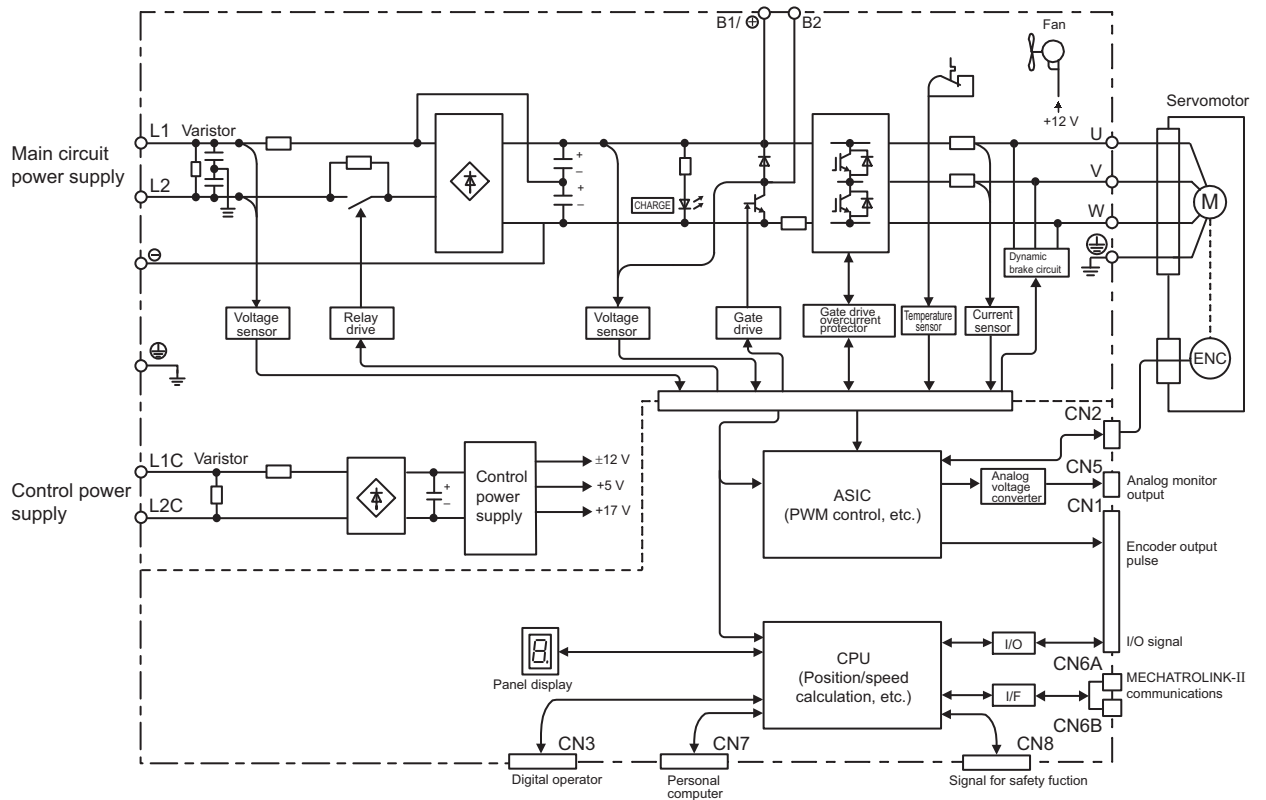 B1/ ⊕
B2
Fan
+12 V
Servomotor
Main circuit
power supply
L1
Varistor
L2
+
−
+
−
CHARGE
U
V
W
M
⊖
Dynamic
brake circuit
Voltage
sensor
Relay
drive
Voltage
sensor
Gate
drive
Gate drive
overcurrent
protector
Temperature
sensor
Current
sensor
ENC
Control power
supply
L1C
Varistor
L2C
+
−
Control
power
supply
±12 V
+5 V
+17 V
ASIC
(PWM control, etc.)
Analog
voltage
converter
CN2
CN5
Analog monitor
output
CN1
Encoder output
pulse
I/O signal
8.
Panel display
CPU
(Position/speed
calculation, etc.)
I/O
I/F
CN6A
MECHATROLINK-II
communications
CN6B
CN3
Digital operator
CN7
Personal
computer
CN8
Signal for safety fuction